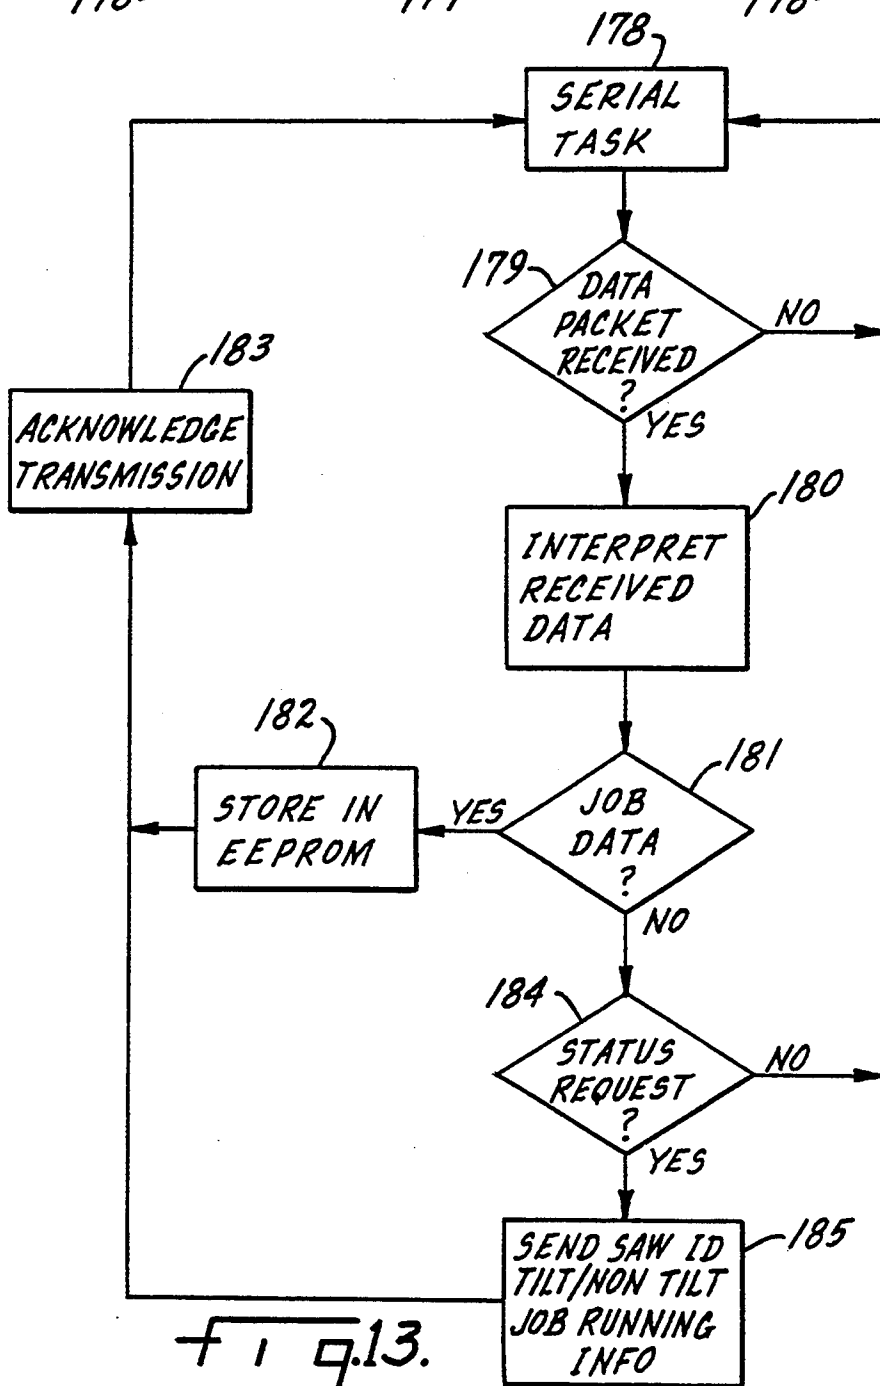 178
SERIAL
TASK
179
DATA
PACKET
RECEIVED
?
NO
YES
183
ACKNOWLEDGE
TRANSMISSION
180
INTERPRET
RECEIVED
DATA
182
STORE IN
EEPROM
YES
181
JOB
DATA
?
NO
184
STATUS
REQUEST
?
NO
YES
185
SEND SAW ID
TILT/NON TILT
JOB RUNNING
INFO
Fig.13.